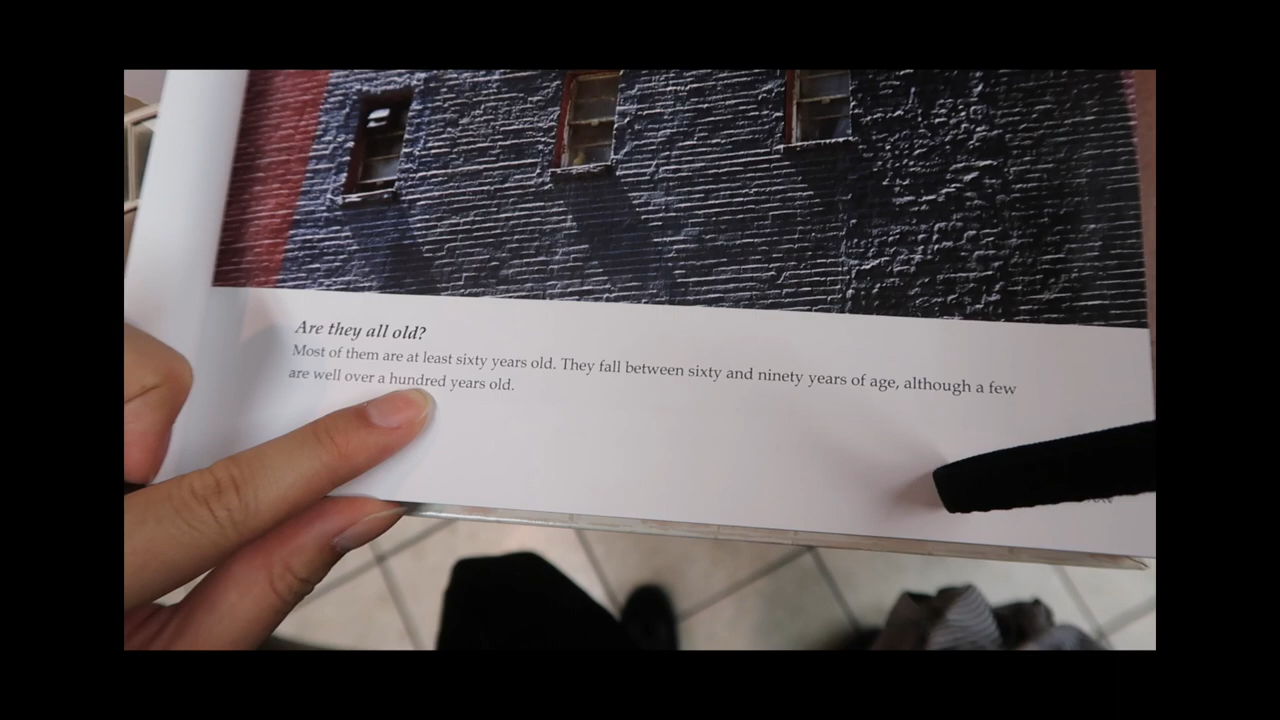 Are they all old?
Most of them are at least sixty years old. They fall between sixty and ninety years of age, although a few
are well over a hundred years old.